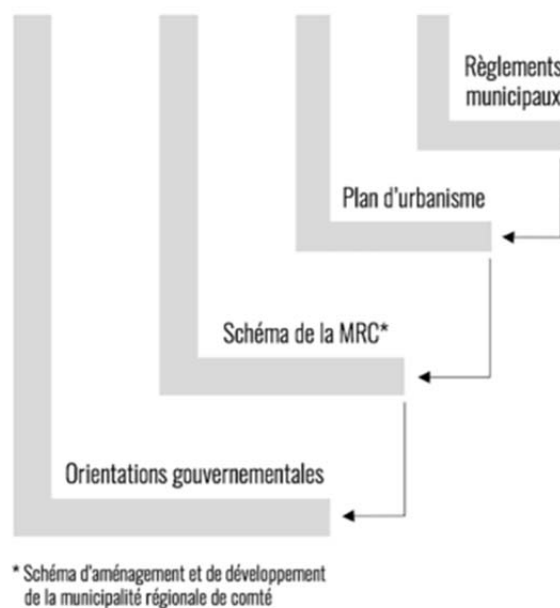 Règlements
municipaux
Plan d'urbanisme
Schéma de la MRC*
Orientations gouvernementales
* Schéma d'aménagement et de développement
de la municipalité régionale de comté